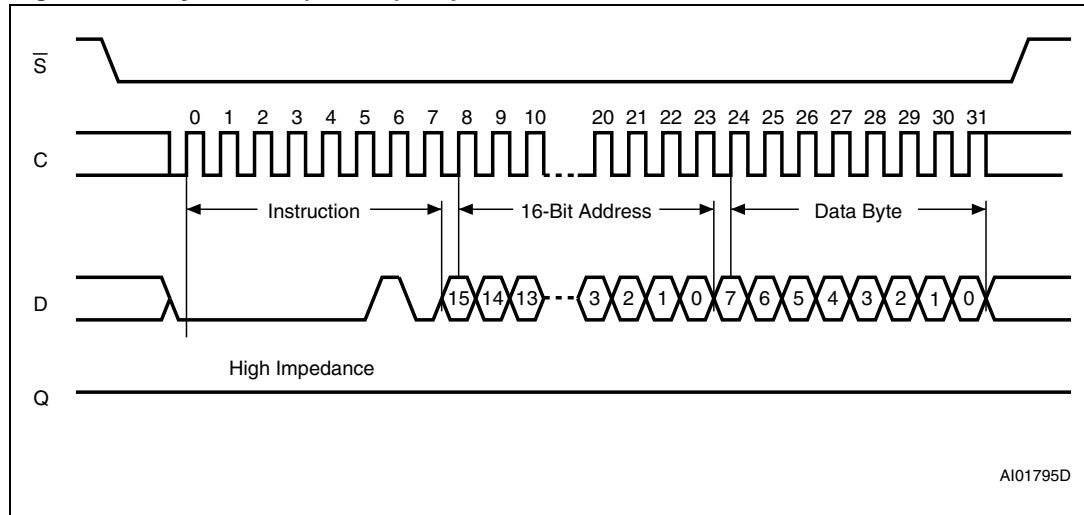 S
0 1 2 3 4 5 6 7 8 9 10 20 21 22 23 24 25 26 27 28 29 30 31
C
Instruction 16-Bit Address Data Byte
D
15 14 13 3 2 1 0 7 6 5 4 3 2 1 0
High Impedance
Q
AI01795D